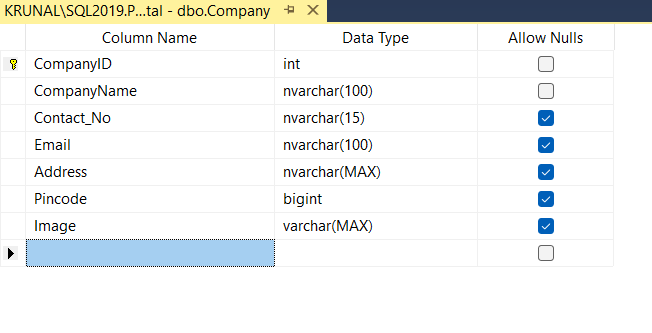 KRUNAL\SQL2019.P...tal - dbo.Company
Column Name Data Type Allow Nulls
CompanyID int
CompanyName nvarchar(100)
Contact_No nvarchar(15)
Email nvarchar(100)
Address nvarchar(MAX)
Pincode bigint
Image varchar(MAX)